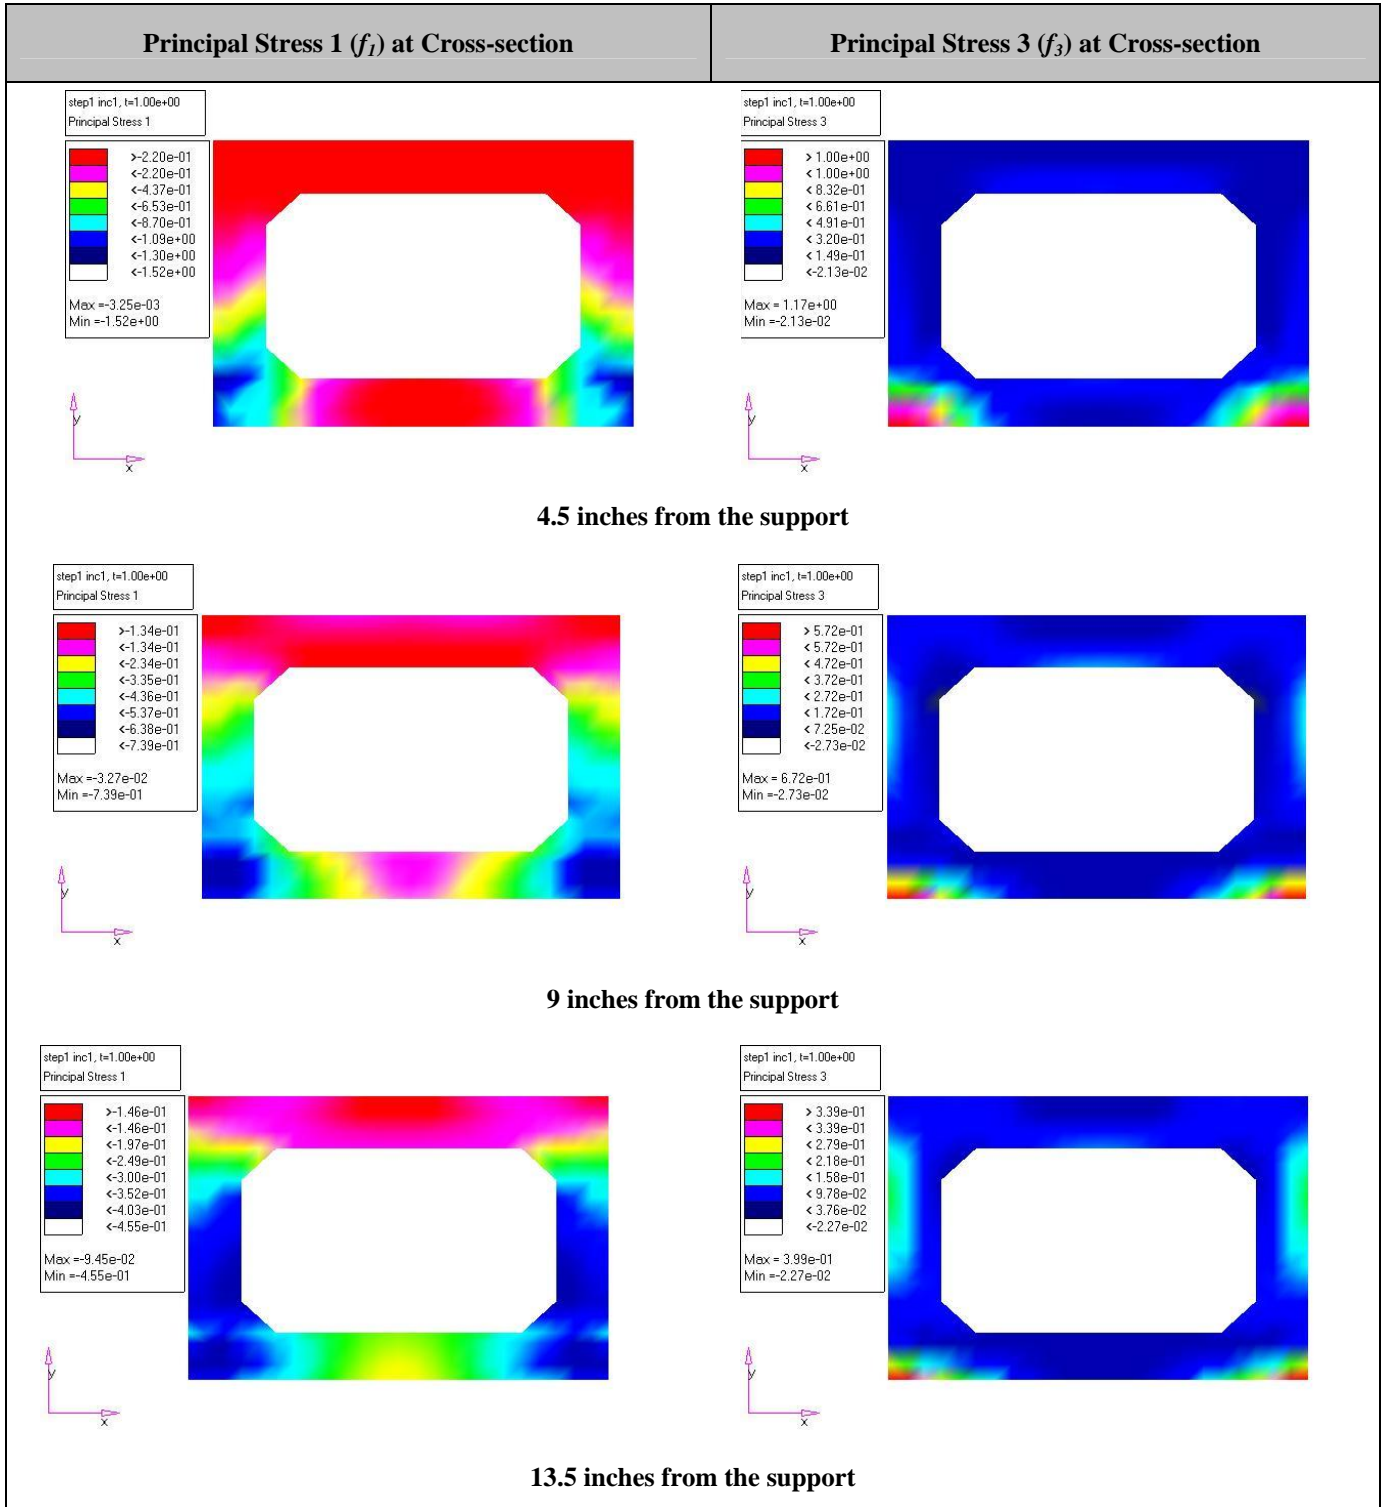 Principal Stress 1 (f1) at Cross-section
Principal Stress 3 (f3) at Cross-section
step1 inc1, t=1.00e+00
Principal Stress 1
>-2.20e-01
<-2.20e-01
<-4.37e-01
<-6.53e-01
<-8.70e-01
<-1.09e+00
<-1.30e+00
<-1.52e+00
Max =-3.25e-03
Min =-1.52e+00
y
x
step1 inc1, t=1.00e+00
Principal Stress 3
> 1.00e+00
< 1.00e+00
< 8.32e-01
< 6.61e-01
< 4.91e-01
< 3.20e-01
< 1.49e-01
<-2.13e-02
Max = 1.17e+00
Min =-2.13e-02
y
x
4.5 inches from the support
step1 inc1, t=1.00e+00
Principal Stress 1
>-1.34e-01
<-1.34e-01
<-2.34e-01
<-3.35e-01
<-4.36e-01
<-5.37e-01
<-6.38e-01
<-7.39e-01
Max =-3.27e-02
Min =-7.39e-01
y
x
step1 inc1, t=1.00e+00
Principal Stress 3
> 5.72e-01
< 5.72e-01
< 4.72e-01
< 3.72e-01
< 2.72e-01
< 1.72e-01
< 7.25e-02
<-2.73e-02
Max = 6.72e-01
Min =-2.73e-02
y
x
9 inches from the support
step1 inc1, t=1.00e+00
Principal Stress 1
>-1.46e-01
<-1.46e-01
<-1.97e-01
<-2.49e-01
<-3.00e-01
<-3.52e-01
<-4.03e-01
<-4.55e-01
Max =-9.45e-02
Min =-4.55e-01
y
x
step1 inc1, t=1.00e+00
Principal Stress 3
> 3.39e-01
< 3.39e-01
< 2.79e-01
< 2.18e-01
< 1.58e-01
< 9.78e-02
< 3.76e-02
<-2.27e-02
Max = 3.99e-01
Min =-2.27e-02
y
x
13.5 inches from the support